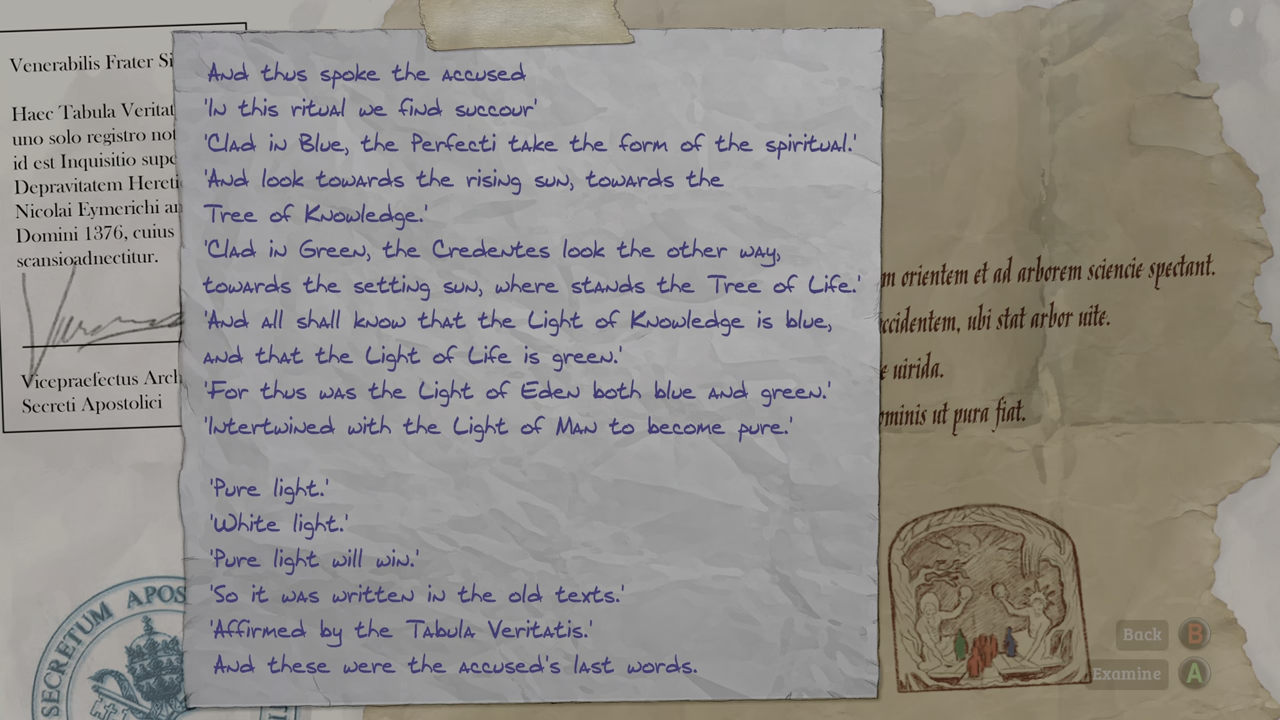 Venerabilis Frater Si
Haec Tabula Veritat
uno solo registro not
id est Inquisitio supe
Depravitatem Hereti
Nicolai Eymerichi an
Domini 1376, cuius
scansioadnectitur.
Vicepraefectus Arch
Secreti Apostolici
SECRETUM APOS
And thus spoke the accused
'In this ritual we find succour'
'Clad in Blue, the Perfecti take the form of the spiritual.'
'And look towards the rising sun, towards the
Tree of Knowledge.'
'Clad in Green, the Credentes look the other way,
towards the setting sun, where stands the Tree of Life.'
'And all shall know that the Light of Knowledge is blue,
and that the Light of Life is green.'
'For thus was the Light of Eden both blue and green.'
'Intertwined with the Light of Man to become pure.'
'Pure light.'
'White light.'
'Pure light will win.'
'So it was written in the old texts.'
'Affirmed by the Tabula Veritatis.'
And these were the accused's last words.
m orientem et ad arborem sciencie spectant.
ccidentem, ubi stat arbor uite.
e uirida.
ominis ut pura fiat.
Back B
Examine A